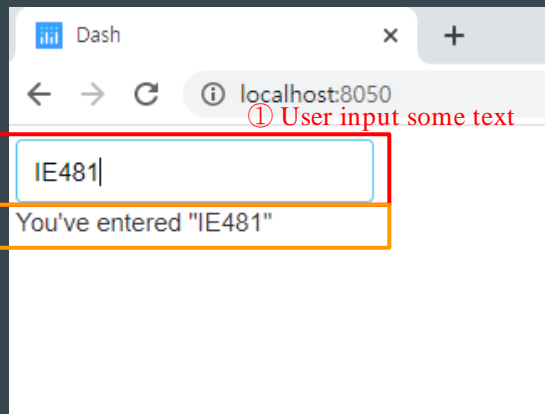 Dash
localhost:8050
① User input some text
IE481
You've entered "IE481"